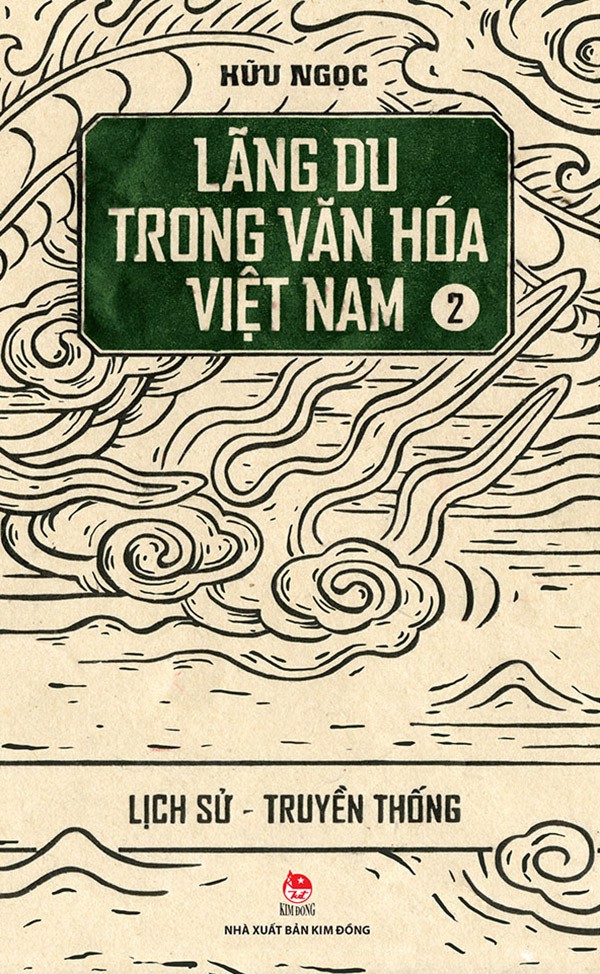 HỮU NGỌC
LÃNG DU
TRONG VĂN HÓA
VIỆT NAM 2
LỊCH SỬ - TRUYỀN THỐNG
KIM ĐỒNG
NHÀ XUẤT BẢN KIM ĐỒNG